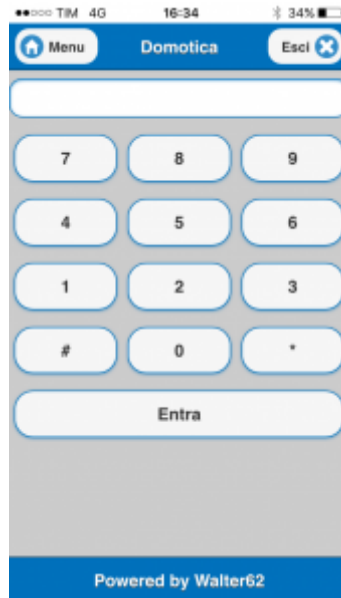 TIM 4G 16:34 34%
Menu Domotica Esci
7 8 9
4 5 6
1 2 3
# 0 *
Entra
Powered by Walter62